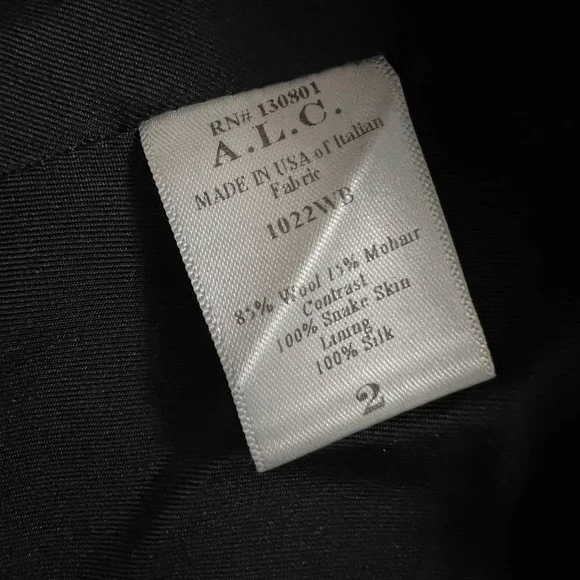 RN# 130801
A.L.C.
MADE IN USA of Italian
Fabric
1022WB
85% Wool 15% Mohair
Contrast
100% Snake Skin
Lining
100% Silk
2